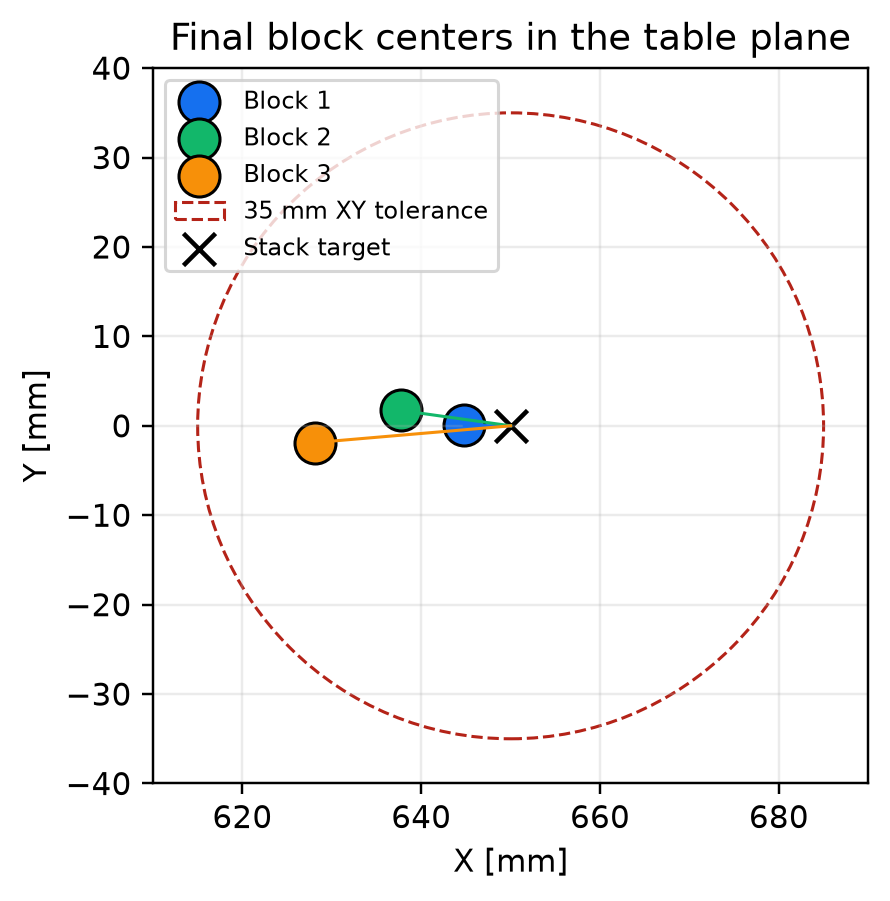 Final block centers in the table plane
Block 1
Block 2
Block 3
35 mm XY tolerance
Stack target
40
30
20
10
0
−10
−20
−30
−40
Y [mm]
620 640 660 680
X [mm]